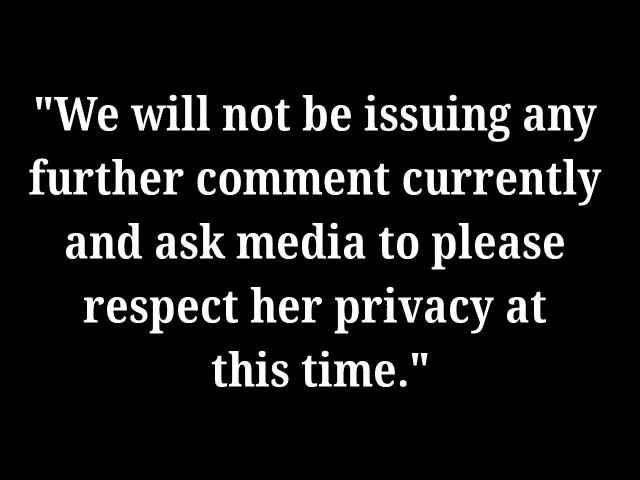 "We will not be issuing any
further comment currently
and ask media to please
respect her privacy at
this time."